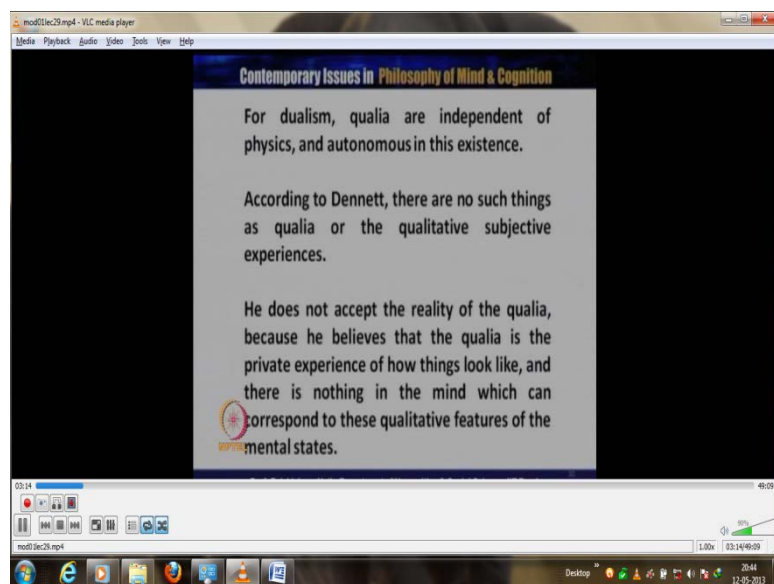 mod01lec29.mp4 - VLC media player
Media Playback Audio Video Tools View Help
Contemporary Issues in Philosophy of Mind & Cognition
For dualism, qualia are independent of
physics, and autonomous in this existence.
According to Dennett, there are no such things
as qualia or the qualitative subjective
experiences.
He does not accept the reality of the qualia,
because he believes that the qualia is the
private experience of how things look like, and
there is nothing in the mind which can
correspond to these qualitative features of the
mental states.
03:14 49:09
90%
mod01lec29.mp4 1.00x 03:14/49:09
Desktop 20:44
12-05-2013